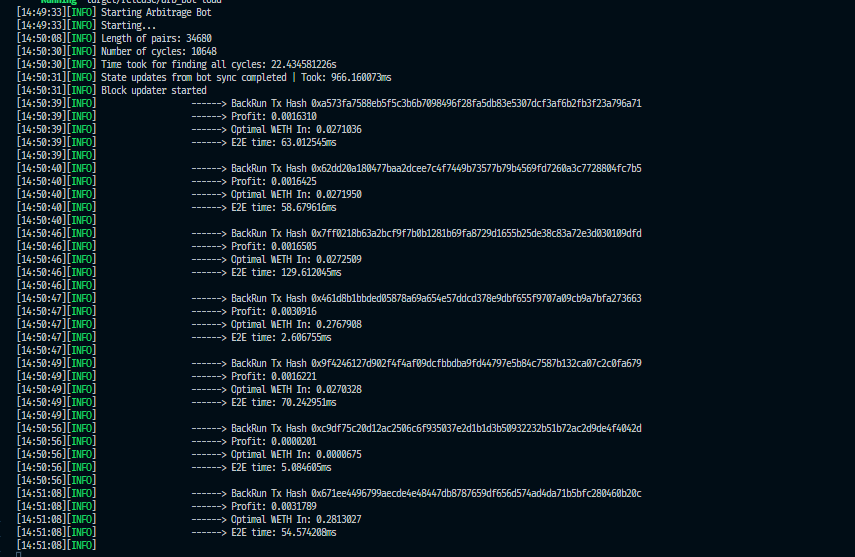 Running `target/release/arb_bot load`
[14:49:33][INFO] Starting Arbitrage Bot
[14:49:33][INFO] Starting...
[14:50:08][INFO] Length of pairs: 34680
[14:50:30][INFO] Number of cycles: 10648
[14:50:30][INFO] Time took for finding all cycles: 22.434581226s
[14:50:31][INFO] State updates from bot sync completed | Took: 966.160073ms
[14:50:31][INFO] Block updater started
[14:50:39][INFO] ------> BackRun Tx Hash 0xa573fa7588eb5f5c3b6b7098496f28fa5db83e5307dcf3af6b2fb3f23a796a71
[14:50:39][INFO] ------> Profit: 0.0016310
[14:50:39][INFO] ------> Optimal WETH In: 0.0271036
[14:50:39][INFO] ------> E2E time: 63.012545ms
[14:50:39][INFO]
[14:50:40][INFO] ------> BackRun Tx Hash 0x62dd20a180477baa2dcee7c4f7449b73577b79b4569fd7260a3c7728804fc7b5
[14:50:40][INFO] ------> Profit: 0.0016425
[14:50:40][INFO] ------> Optimal WETH In: 0.0271950
[14:50:40][INFO] ------> E2E time: 58.679616ms
[14:50:40][INFO]
[14:50:46][INFO] ------> BackRun Tx Hash 0x7ff0218b63a2bcf9f7b0b1281b69fa8729d1655b25de38c83a72e3d030109dfd
[14:50:46][INFO] ------> Profit: 0.0016505
[14:50:46][INFO] ------> Optimal WETH In: 0.0272509
[14:50:46][INFO] ------> E2E time: 129.612045ms
[14:50:46][INFO]
[14:50:47][INFO] ------> BackRun Tx Hash 0x461d8b1bbded05878a69a654e57ddcd378e9dbf655f9707a09cb9a7bfa273663
[14:50:47][INFO] ------> Profit: 0.0030916
[14:50:47][INFO] ------> Optimal WETH In: 0.2767908
[14:50:47][INFO] ------> E2E time: 2.606755ms
[14:50:47][INFO]
[14:50:49][INFO] ------> BackRun Tx Hash 0x9f4246127d902f4f4af09dcfbbdba9fd44797e5b84c7587b132ca07c2c0fa679
[14:50:49][INFO] ------> Profit: 0.0016221
[14:50:49][INFO] ------> Optimal WETH In: 0.0270328
[14:50:49][INFO] ------> E2E time: 70.242951ms
[14:50:49][INFO]
[14:50:56][INFO] ------> BackRun Tx Hash 0xc9df75c20d12ac2506c6f935037e2d1b1d3b50932232b51b72ac2d9de4f4042d
[14:50:56][INFO] ------> Profit: 0.0000201
[14:50:56][INFO] ------> Optimal WETH In: 0.0000675
[14:50:56][INFO] ------> E2E time: 5.084605ms
[14:50:56][INFO]
[14:51:08][INFO] ------> BackRun Tx Hash 0x671ee4496799aecde4e48447db8787659df656d574ad4da71b5bfc280460b20c
[14:51:08][INFO] ------> Profit: 0.0031789
[14:51:08][INFO] ------> Optimal WETH In: 0.2813027
[14:51:08][INFO] ------> E2E time: 54.574208ms
[14:51:08][INFO]